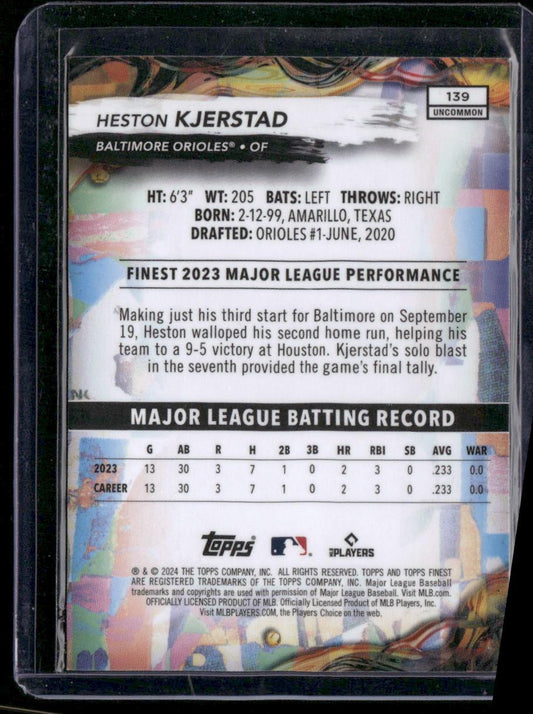 139
UNCOMMON
HESTON KJERSTAD
BALTIMORE ORIOLES® • OF
HT: 6'3" WT: 205 BATS: LEFT THROWS: RIGHT
BORN: 2-12-99, AMARILLO, TEXAS
DRAFTED: ORIOLES #1-JUNE, 2020
FINEST 2023 MAJOR LEAGUE PERFORMANCE
Making just his third start for Baltimore on September
19, Heston walloped his second home run, helping his
team to a 9-5 victory at Houston. Kjerstad's solo blast
in the seventh provided the game's final tally.
MAJOR LEAGUE BATTING RECORD
G AB R H 2B 3B HR RBI SB AVG WAR
2023 13 30 3 7 1 0 2 3 0 .233 0.0
CAREER 13 30 3 7 1 0 2 3 0 .233 0.0
Topps PLAYERS
® & © 2024 THE TOPPS COMPANY, INC. ALL RIGHTS RESERVED. TOPPS AND TOPPS FINEST
ARE REGISTERED TRADEMARKS OF THE TOPPS COMPANY, INC. Major League Baseball
trademarks and copyrights are used with permission of Major League Baseball. Visit MLB.com.
OFFICIALLY LICENSED PRODUCT OF MLB. Officially Licensed Product of MLB Players, Inc.
Visit MLBPLAYERS.COM, the Players Choice on the web.